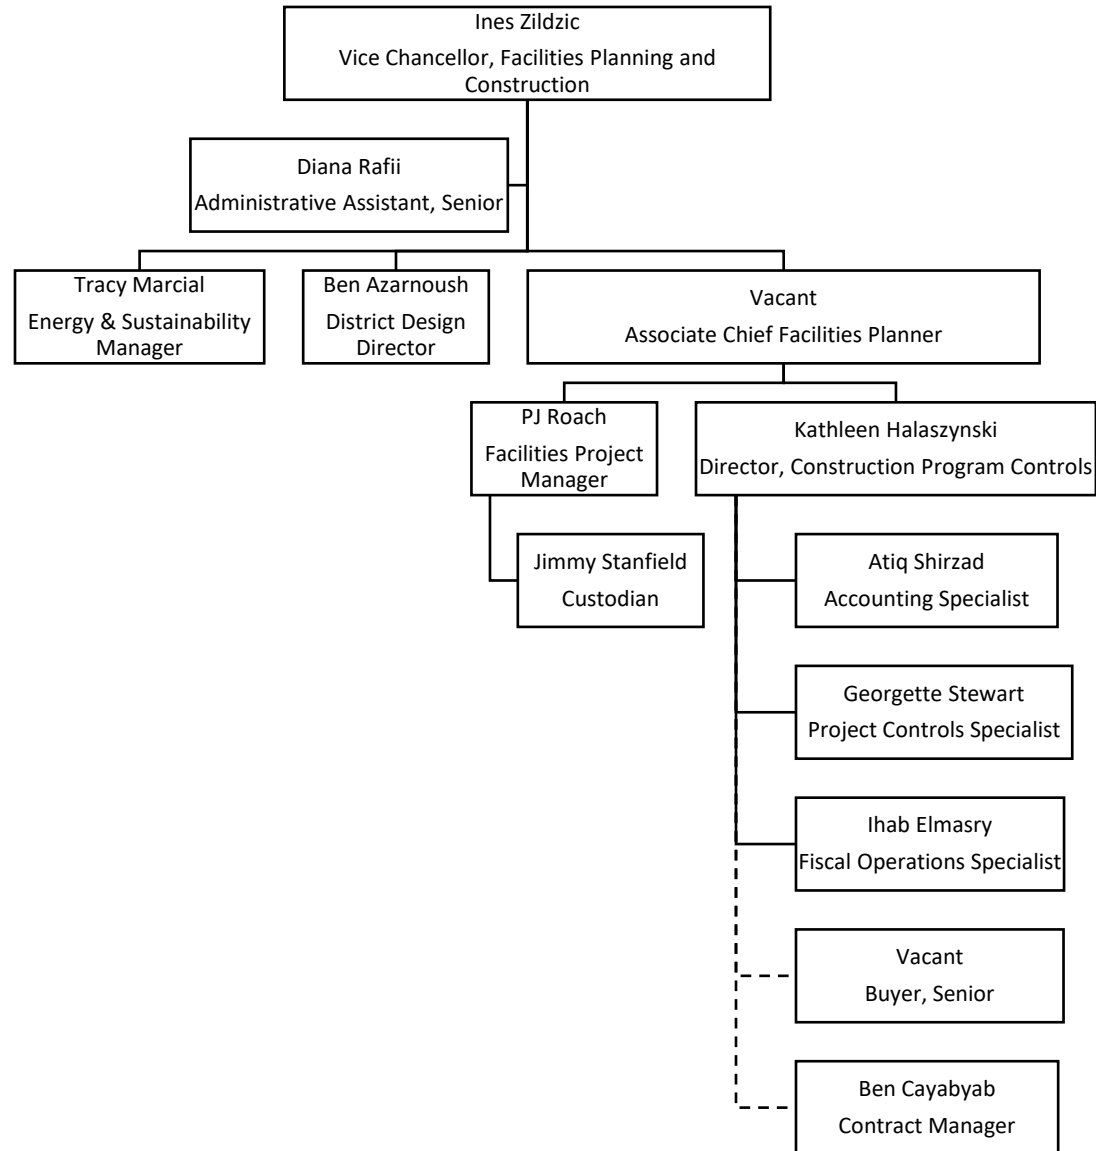 Ines Zildzic
Vice Chancellor, Facilities Planning and
Construction
Diana Rafii
Administrative Assistant, Senior
Tracy Marcial
Energy & Sustainability
Manager
Ben Azarnoush
District Design
Director
Vacant
Associate Chief Facilities Planner
PJ Roach
Facilities Project
Manager
Kathleen Halaszynski
Director, Construction Program Controls
Jimmy Stanfield
Custodian
Atiq Shirzad
Accounting Specialist
Georgette Stewart
Project Controls Specialist
Ihab Elmasry
Fiscal Operations Specialist
Vacant
Buyer, Senior
Ben Cayabyab
Contract Manager